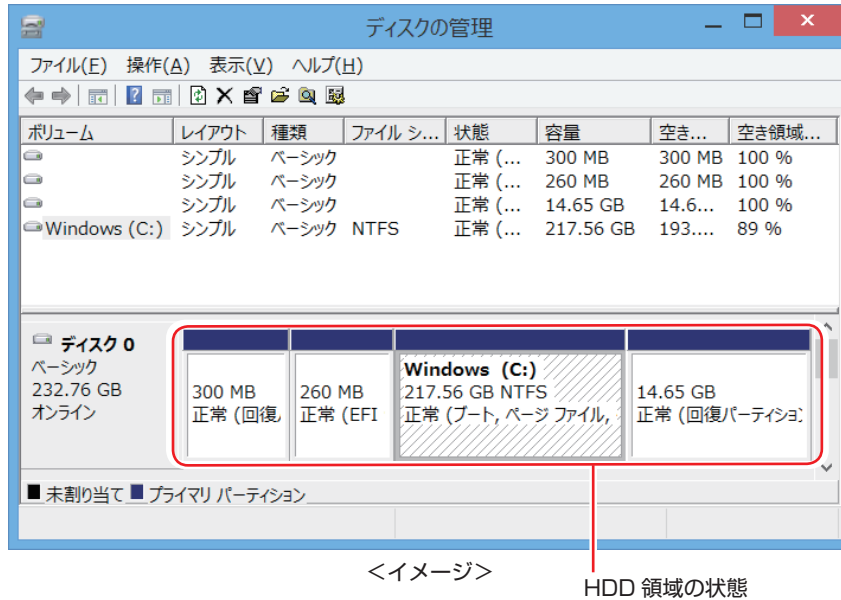 ディスクの管理
ファイル(F) 操作(A) 表示(V) ヘルプ(H)
ボリューム レイアウト 種類 ファイル シ... 状態 容量 空き... 空き領域...
シンプル ベーシック 正常 (... 300 MB 300 MB 100 %
シンプル ベーシック 正常 (... 260 MB 260 MB 100 %
シンプル ベーシック 正常 (... 14.65 GB 14.6... 100 %
Windows (C:) シンプル ベーシック NTFS 正常 (... 217.56 GB 193.... 89 %
ディスク 0
ベーシック
232.76 GB
オンライン
300 MB
正常 (回復
260 MB
正常 (EFI
Windows (C:)
217.56 GB NTFS
正常 (ブート, ページ ファイル,
14.65 GB
正常 (回復パーティション
未割り当て プライマリ パーティション
＜イメージ＞
HDD 領域の状態